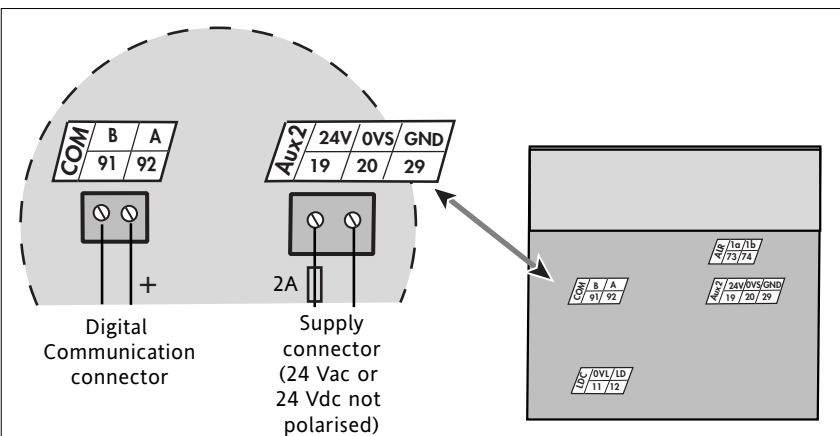 COM B A
91 92
Aux2 24V 0VS GND
19 20 29
+
2A
Digital
Communication
connector
Supply
connector
(24 Vac or
24 Vdc not
polarised)
ALR 1a 1b
73 74
COM B A
91 92
Aux2 24V 0VS GND
19 20 29
LDC 0VL LD
11 12